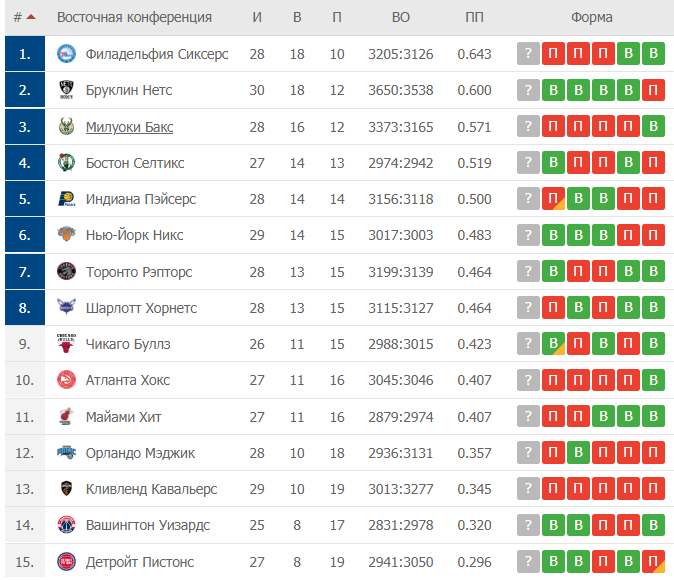 # Восточная конференция И В П ВО ПП Форма
1. Филадельфия Сиксерс 28 18 10 3205:3126 0.643 ? П П П В В
2. Бруклин Нетс 30 18 12 3650:3538 0.600 ? В В В В П
3. Милуоки Бакс 28 16 12 3373:3165 0.571 ? П П П П В
4. Бостон Селтикс 27 14 13 2974:2942 0.519 ? В П П В П
5. Индиана Пэйсерс 28 14 14 3156:3118 0.500 ? П В В П П
6. Нью-Йорк Никс 29 14 15 3017:3003 0.483 ? В В В П П
7. Торонто Рэпторс 28 13 15 3199:3139 0.464 ? В П П В В
8. Шарлотт Хорнетс 28 13 15 3115:3127 0.464 ? П В П В В
9. Чикаго Буллз 26 11 15 2988:3015 0.423 ? В П В П В
10. Атланта Хокс 27 11 16 3045:3046 0.407 ? П П П П В
11. Майами Хит 27 11 16 2879:2974 0.407 ? П П В В В
12. Орландо Мэджик 28 10 18 2936:3131 0.357 ? П В П П П
13. Кливленд Кавальерс 29 10 19 3013:3277 0.345 ? П П П П П
14. Вашингтон Уизардс 25 8 17 2831:2978 0.320 ? В В П П В
15. Детройт Пистонс 27 8 19 2941:3050 0.296 ? В В П В П